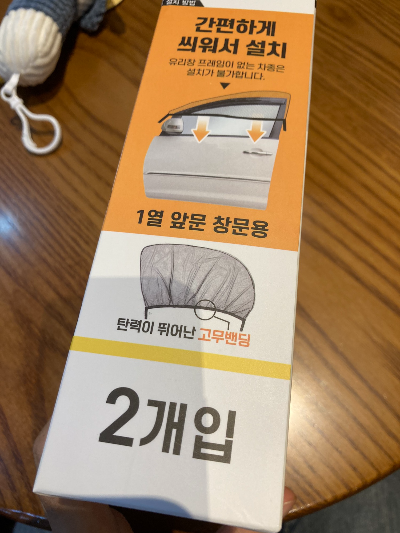 설치 방법
간편하게
씌워서 설치
유리창 프레임이 없는 차종은
설치가 불가합니다.
1열 앞문 창문용
탄력이 뛰어난 고무밴딩
2개입